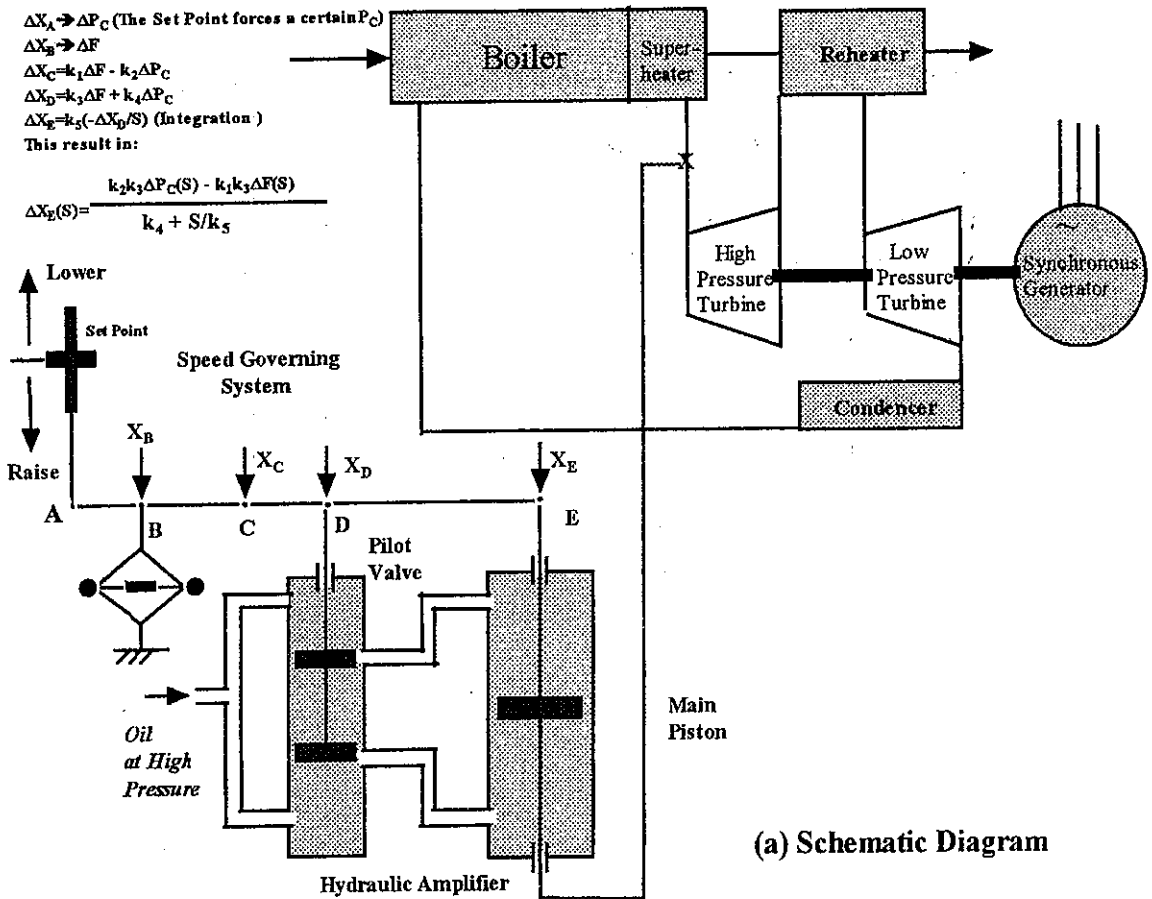 ΔX_A→ΔP_C (The Set Point forces a certain P_C)
ΔX_B→ΔF
ΔX_C=k_1ΔF - k_2ΔP_C
ΔX_D=k_3ΔF + k_4ΔP_C
ΔX_E=k_5(-ΔX_D/S) (Integration )
This result in:
k_2k_3ΔP_C(S) - k_1k_3ΔF(S)
ΔX_E(S)=
k_4 + S/k_5
Boiler
Super-
heater
Reheater
High
Pressure
Turbine
Low
Pressure
Turbine
~
Synchronous
Generator
Condencer
Lower
Set Point
Raise
Speed Governing
System
X_B
X_C
X_D
X_E
X
A
B
C
D
E
Pilot
Valve
Oil
at High
Pressure
Main
Piston
Hydraulic Amplifier
(a) Schematic Diagram